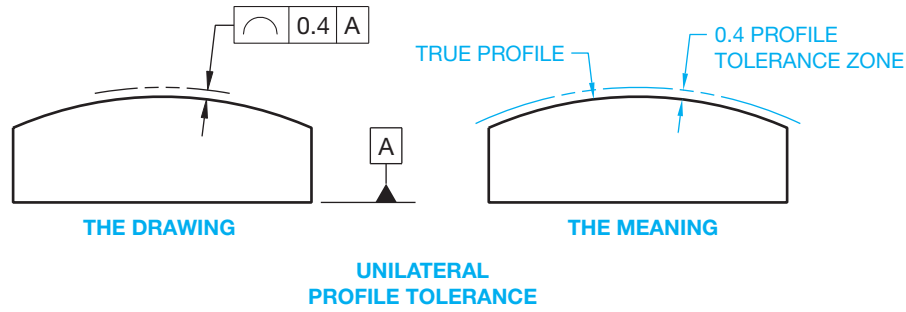 0.4 A
TRUE PROFILE
0.4 PROFILE
TOLERANCE ZONE
A
THE DRAWING
THE MEANING
UNILATERAL
PROFILE TOLERANCE